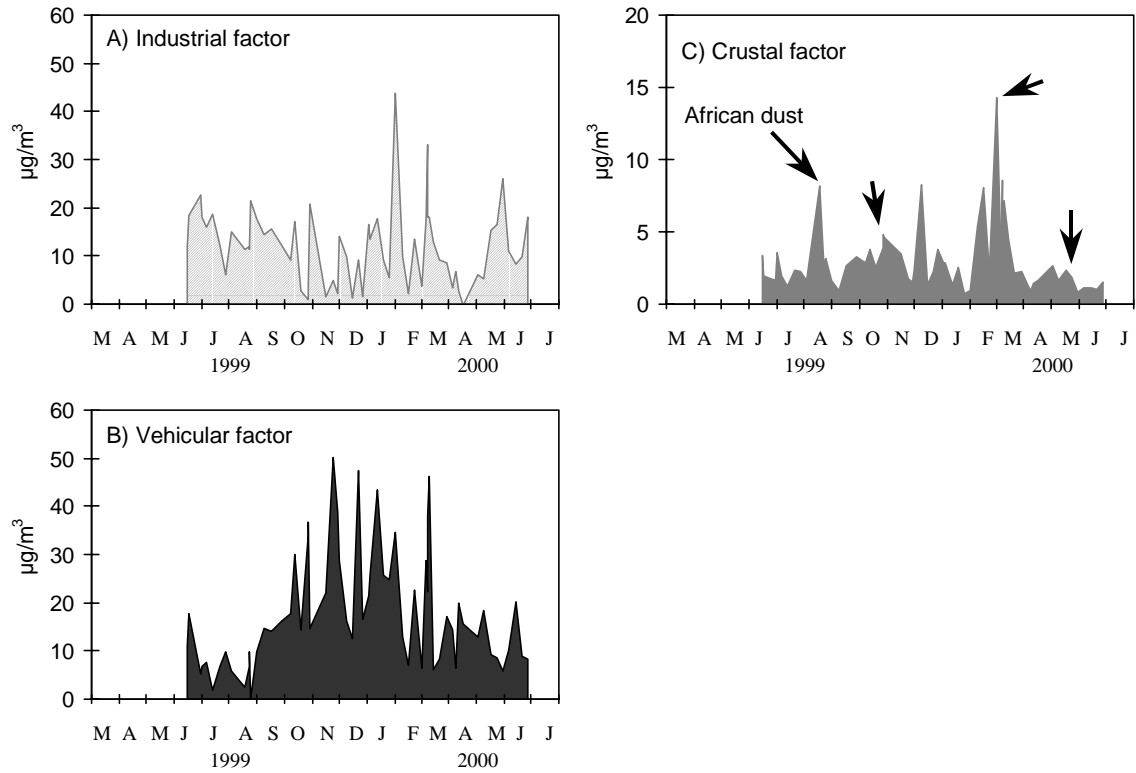 A) Industrial factor
60
50
40
30
20
10
0
µg/m³
M A M J J A S O N D J F M A M J J
1999 2000
C) Crustal factor
African dust
20
15
10
5
0
µg/m³
M A M J J A S O N D J F M A M J J
1999 2000
B) Vehicular factor
60
50
40
30
20
10
0
µg/m³
M A M J J A S O N D J F M A M J J
1999 2000